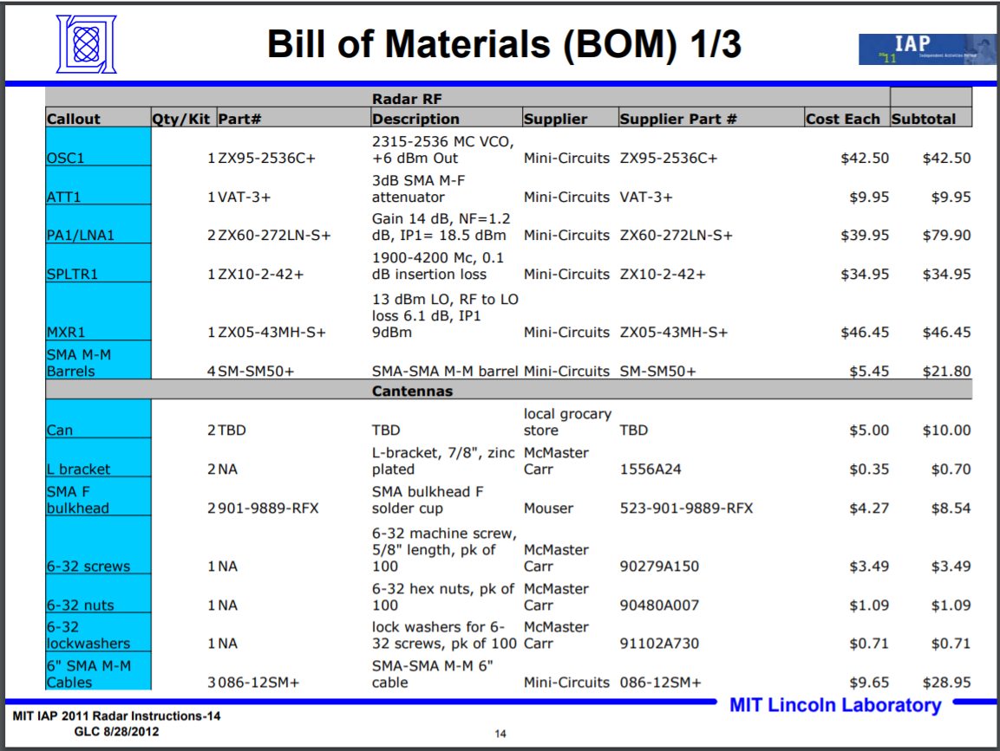 Bill of Materials (BOM) 1/3
IAP
Independent Activities Period
11
Radar RF
Callout Qty/Kit Part# Description Supplier Supplier Part # Cost Each Subtotal
2315-2536 MC VCO,
OSC1 1 ZX95-2536C+ +6 dBm Out Mini-Circuits ZX95-2536C+ $42.50 $42.50
3dB SMA M-F
ATT1 1 VAT-3+ attenuator Mini-Circuits VAT-3+ $9.95 $9.95
Gain 14 dB, NF=1.2
PA1/LNA1 2 ZX60-272LN-S+ dB, IP1= 18.5 dBm Mini-Circuits ZX60-272LN-S+ $39.95 $79.90
1900-4200 Mc, 0.1
SPLTR1 1 ZX10-2-42+ dB insertion loss Mini-Circuits ZX10-2-42+ $34.95 $34.95
13 dBm LO, RF to LO
loss 6.1 dB, IP1
MXR1 1 ZX05-43MH-S+ 9dBm Mini-Circuits ZX05-43MH-S+ $46.45 $46.45
SMA M-M
Barrels 4 SM-SM50+ SMA-SMA M-M barrel Mini-Circuits SM-SM50+ $5.45 $21.80
Cantennas
local grocary
Can 2 TBD TBD store TBD $5.00 $10.00
L-bracket, 7/8", zinc McMaster
L bracket 2 NA plated Carr 1556A24 $0.35 $0.70
SMA F SMA bulkhead F
bulkhead 2 901-9889-RFX solder cup Mouser 523-901-9889-RFX $4.27 $8.54
6-32 machine screw,
5/8" length, pk of McMaster
6-32 screws 1 NA 100 Carr 90279A150 $3.49 $3.49
6-32 hex nuts, pk of McMaster
6-32 nuts 1 NA 100 Carr 90480A007 $1.09 $1.09
6-32 lock washers for 6- McMaster
lockwashers 1 NA 32 screws, pk of 100 Carr 91102A730 $0.71 $0.71
6" SMA M-M SMA-SMA M-M 6"
Cables 3 086-12SM+ cable Mini-Circuits 086-12SM+ $9.65 $28.95
MIT Lincoln Laboratory
MIT IAP 2011 Radar Instructions-14
GLC 8/28/2012
14